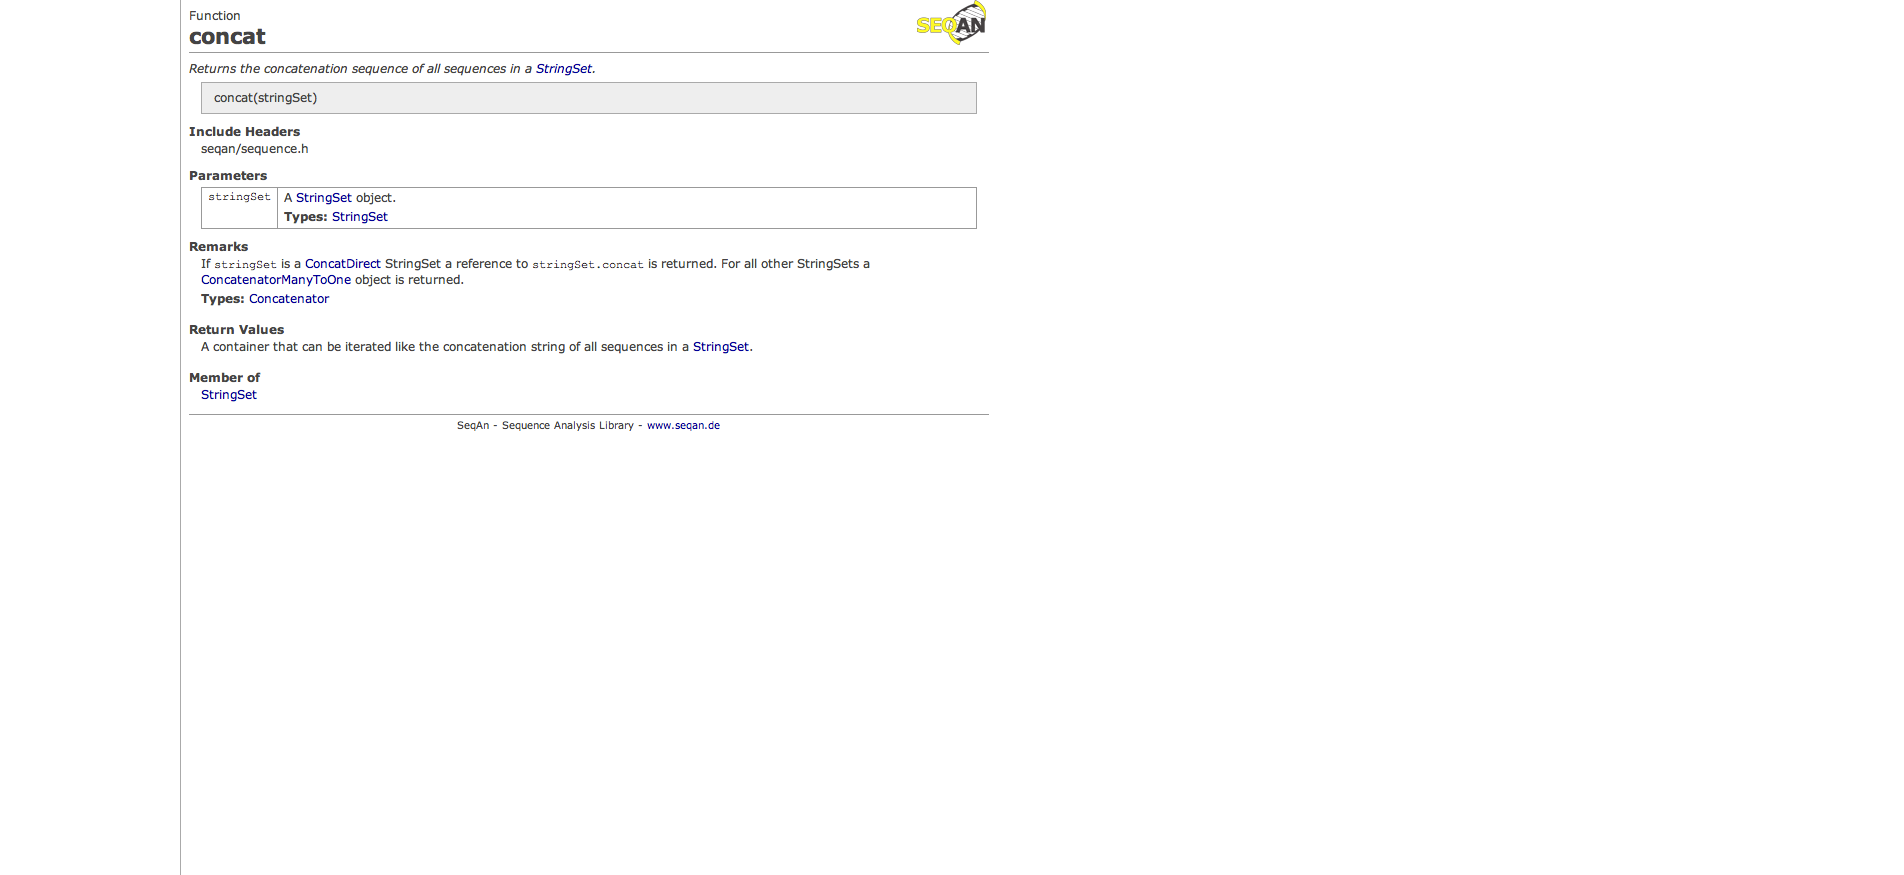 Function
SEQAN
concat
Returns the concatenation sequence of all sequences in a StringSet.
concat(stringSet)
Include Headers
seqan/sequence.h
Parameters
stringSet A StringSet object.
Types: StringSet
Remarks
If stringSet is a ConcatDirect StringSet a reference to stringSet.concat is returned. For all other StringSets a
ConcatenatorManyToOne object is returned.
Types: Concatenator
Return Values
A container that can be iterated like the concatenation string of all sequences in a StringSet.
Member of
StringSet
SeqAn - Sequence Analysis Library - www.seqan.de